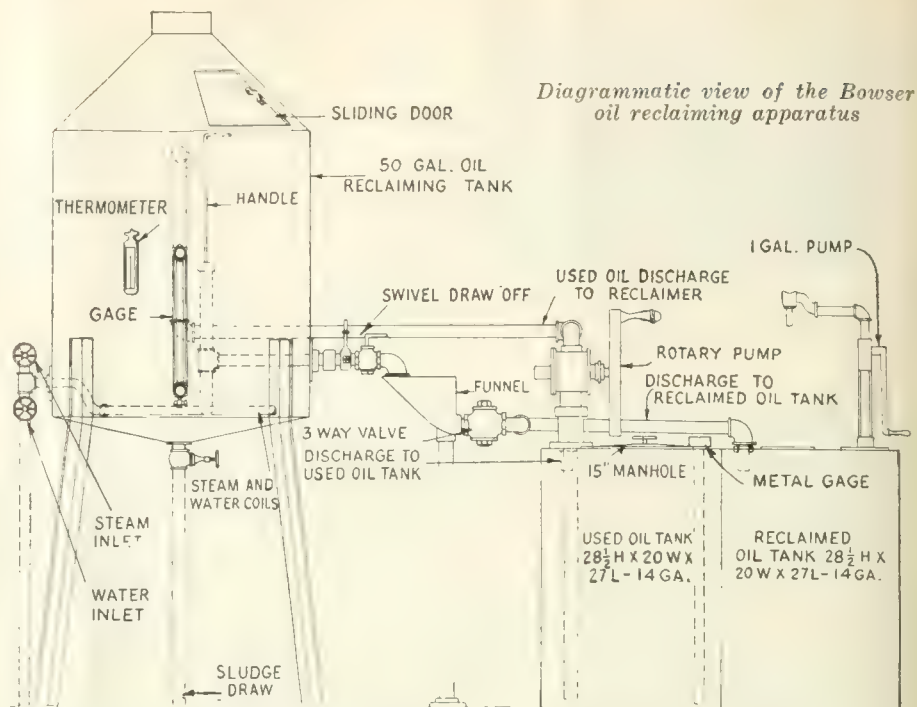 Diagrammatic view of the Bowser
oil reclaiming apparatus
SLIDING DOOR
50 GAL. OIL
RECLAIMING TANK
HANDLE
THERMOMETER
GAGE
SWIVEL DRAW OFF
USED OIL DISCHARGE
TO RECLAIMER
1 GAL. PUMP
ROTARY PUMP
DISCHARGE TO
RECLAIMED OIL TANK
FUNNEL
3 WAY VALVE
DISCHARGE TO
USED OIL TANK
15" MANHOLE
METAL GAGE
STEAM AND
WATER COILS
STEAM
INLET
WATER
INLET
USED OIL TANK
28½ H X 20 W X
27 L - 14 GA.
RECLAIMED
OIL TANK 28½ H X
20 W X 27 L - 14 GA.
SLUDGE
DRAW